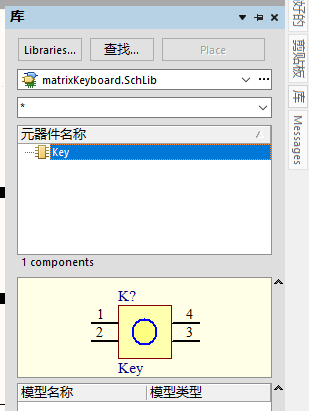 库
Libraries...
查找...
Place
matrixKeyboard.SchLib
...
*
元器件名称
/
Key
1 components
K?
1
4
2
3
Key
模型名称
模型类型
好的
剪贴板
库
Messages